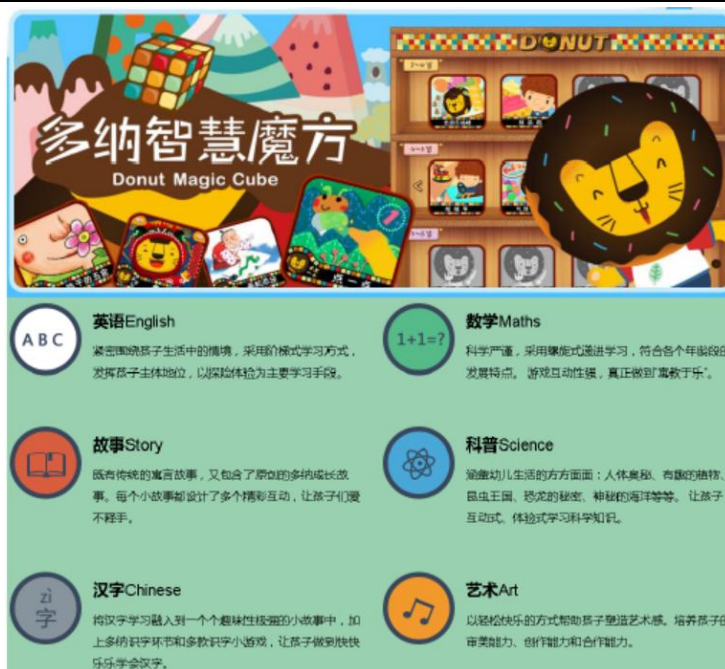 DONUT
多纳智慧魔方
Donut Magic Cube
英语English
ABC
紧密围绕孩子生活中的情境，采用阶梯式学习方式，
发挥孩子主体地位，以探险体验为主要学习手段。
数学Maths
1+1=?
科学严谨，采用螺旋式递进学习，符合各个年龄段的
发展特点。 游戏互动性强，真正做到“寓教于乐”。
故事Story
既有传统的寓言故事，又包含了原创的多纳成长故
事。每个小故事都设计了多个精彩互动，让孩子们爱
不释手。
科普Science
涵盖幼儿生活的方方面面：人体奥秘、有趣的植物、
昆虫王国、恐龙的秘密、神秘的海洋等等。 让孩子
互动式、体验式学习科学知识。
汉字Chinese
zì
字
将汉字学习融入到一个个趣味性极强的小故事中，加
上多纳识字环节和多款识字小游戏，让孩子做到快快
乐乐学会汉字。
艺术Art
以轻松快乐的方式帮助孩子塑造艺术感。培养孩子的
审美能力、创作能力和合作能力。